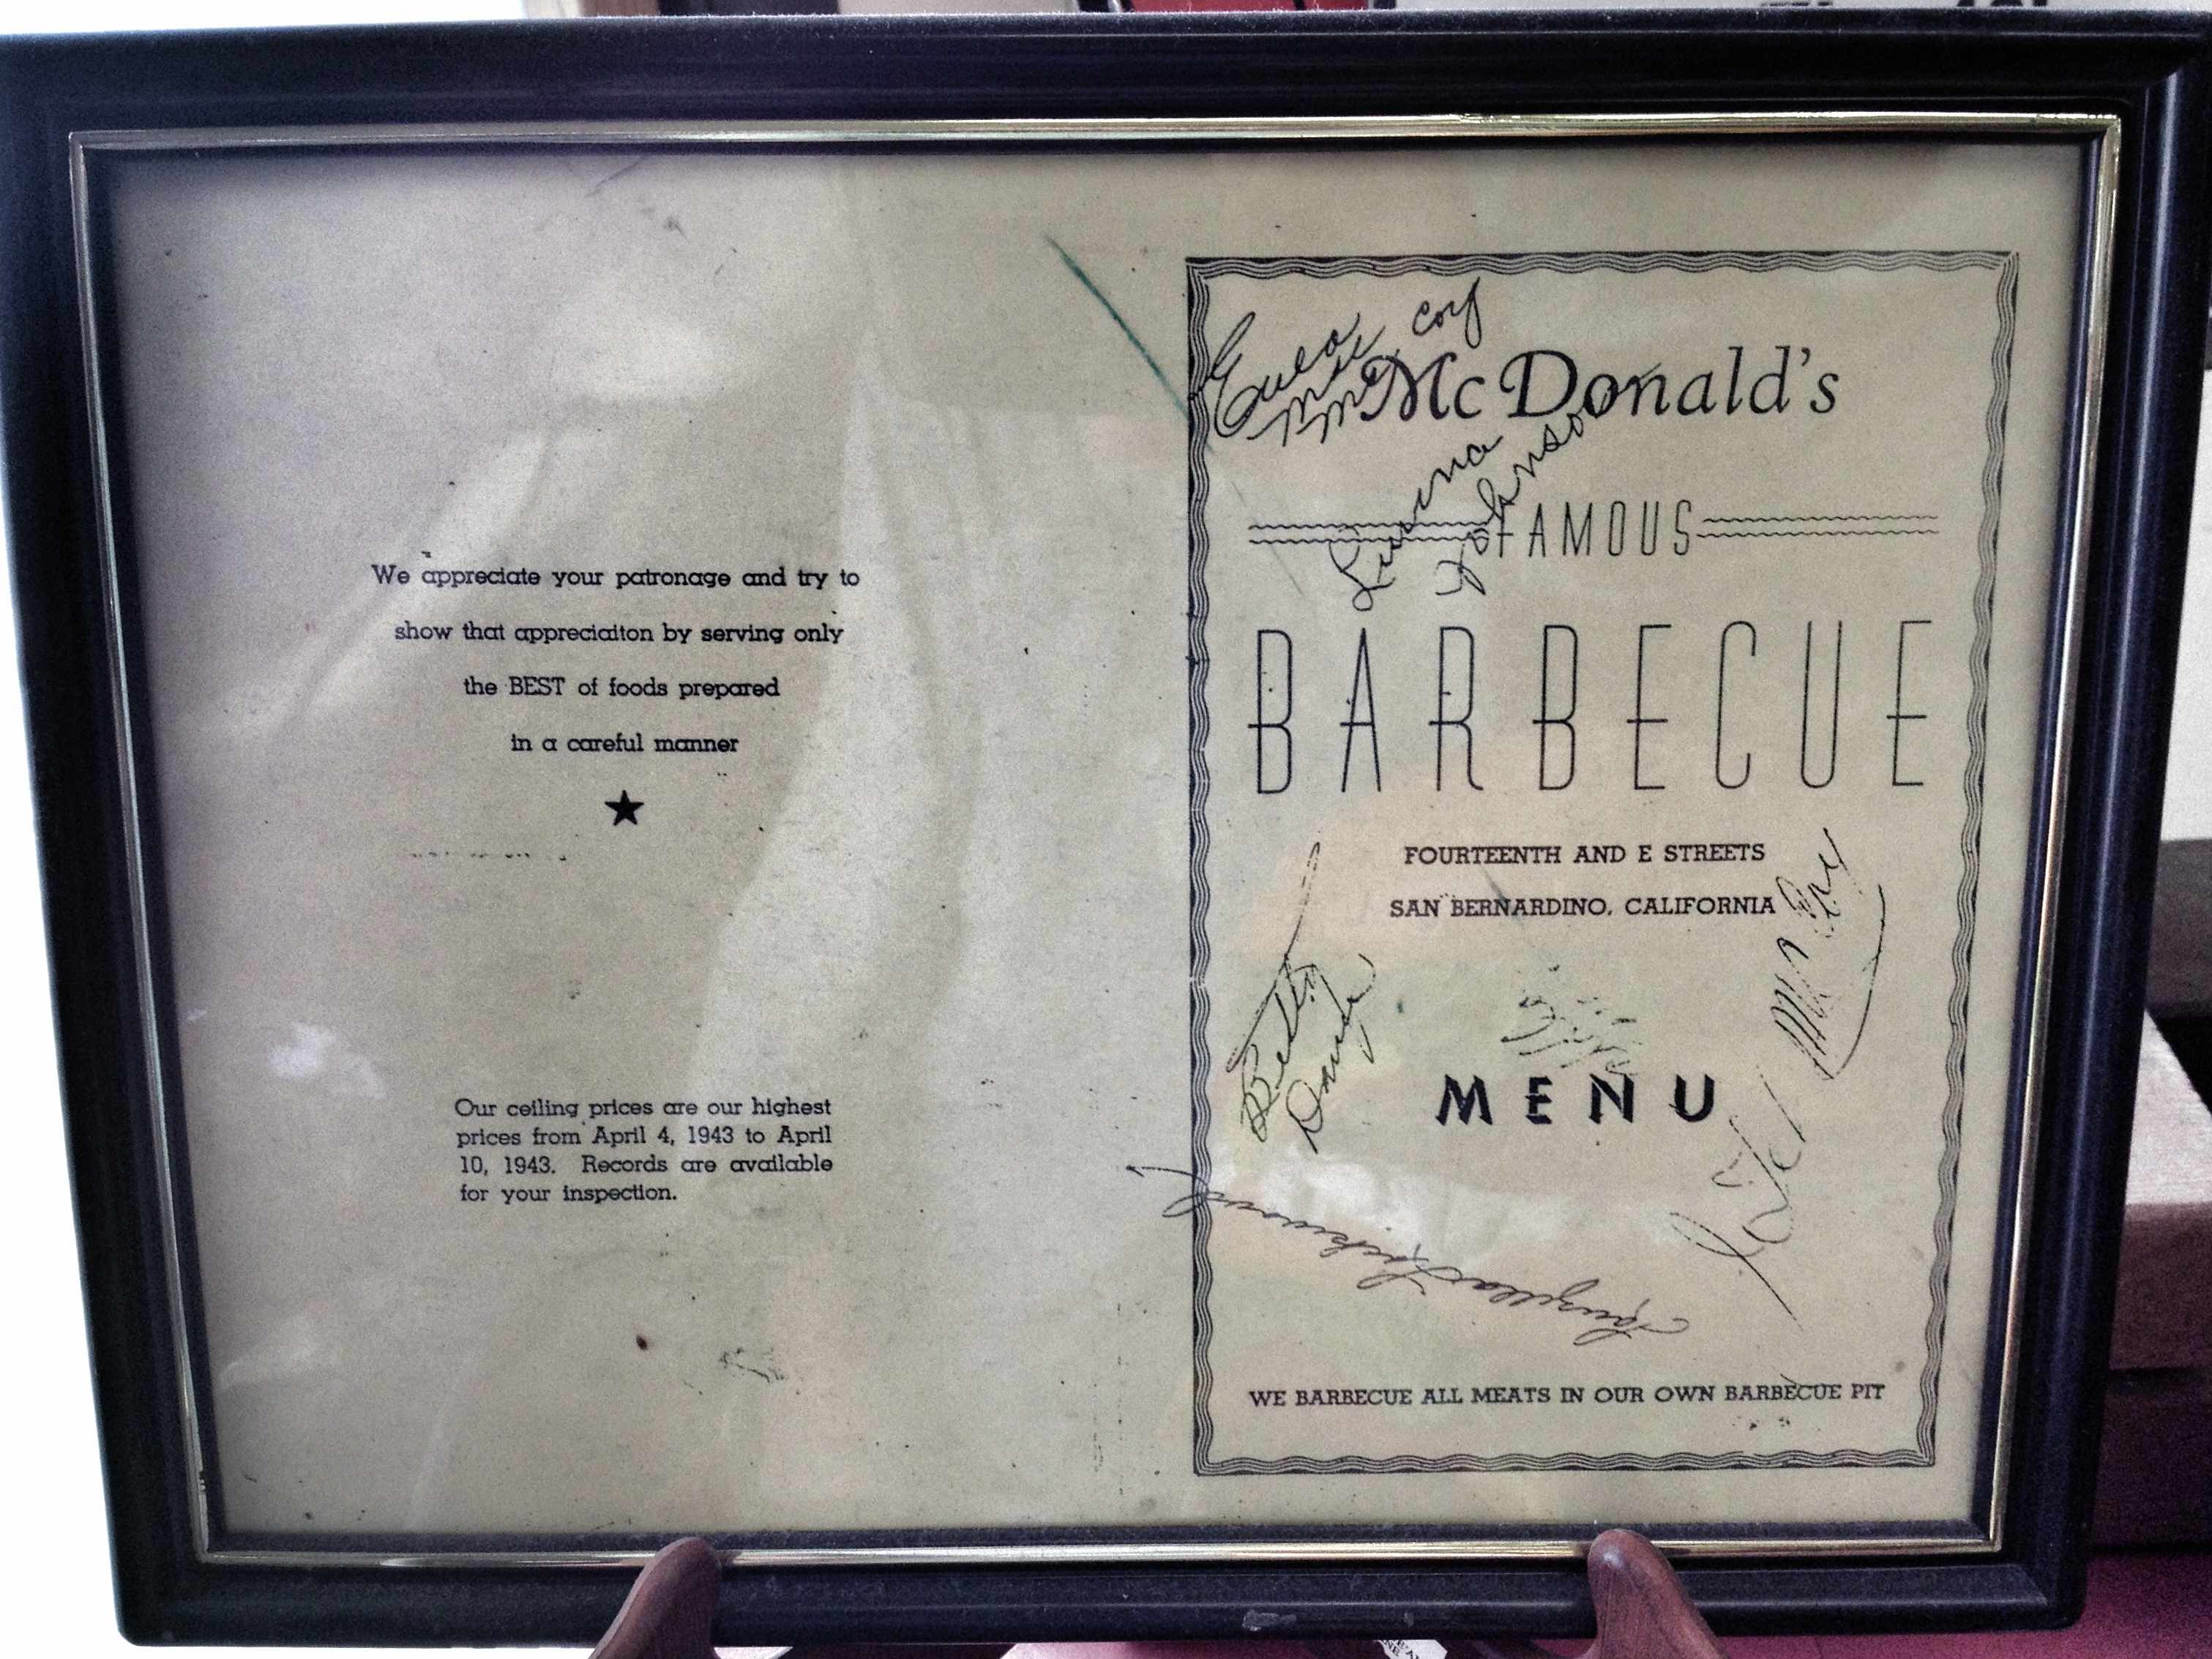 We appreciate your patronage and try to
show that appreciaiton by serving only
the BEST of foods prepared
in a careful manner
Our ceiling prices are our highest
prices from April 4, 1943 to April
10, 1943. Records are available
for your inspection.
McDonald's
FAMOUS
BARBECUE
FOURTEENTH AND E STREETS
SAN BERNARDINO, CALIFORNIA
MENU
WE BARBECUE ALL MEATS IN OUR OWN BARBECUE PIT
Johnson
Betty